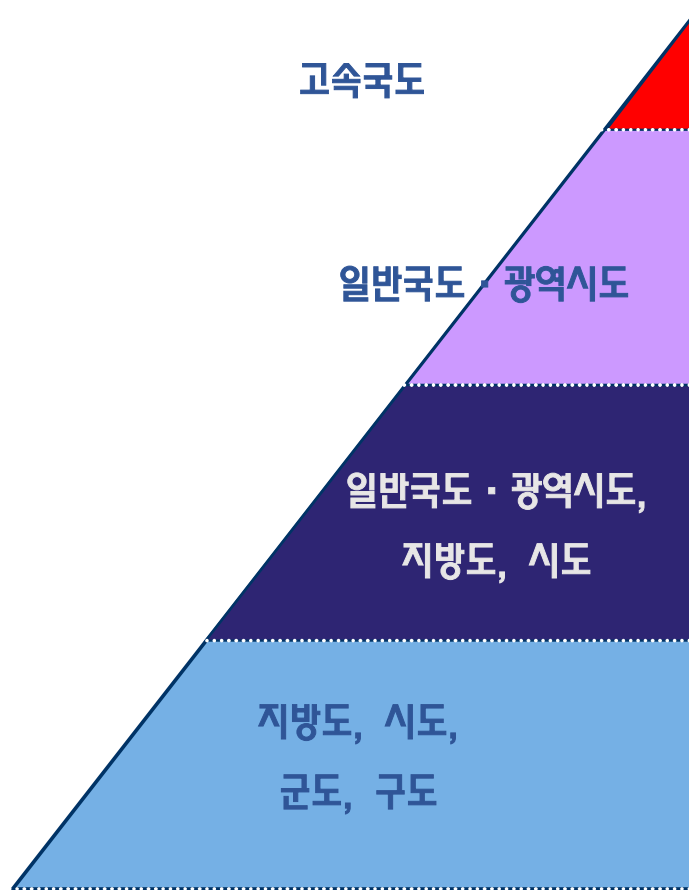 고속국도
일반국도 · 광역시도
일반국도 · 광역시도,
지방도, 시도
지방도, 시도,
군도, 구도